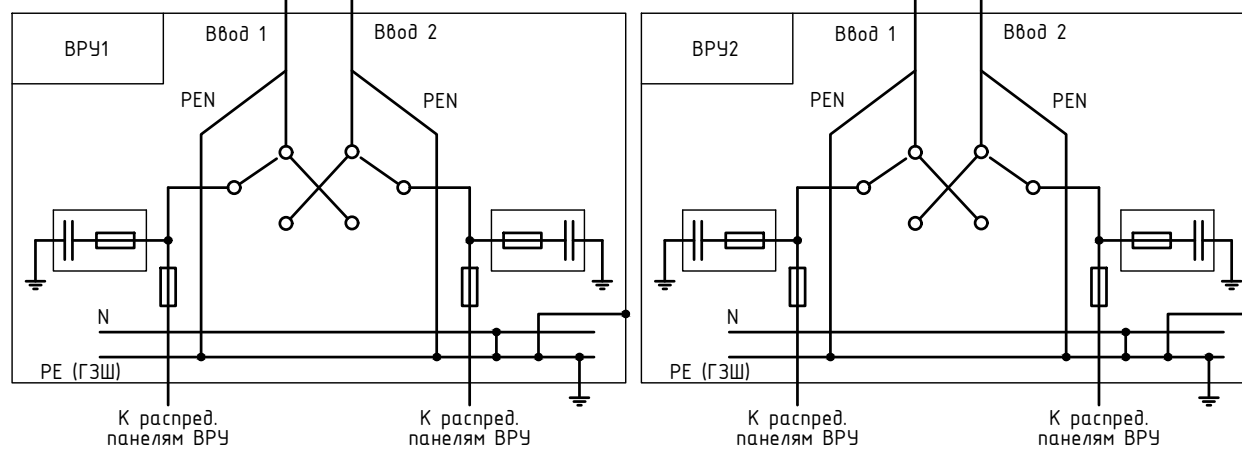 ВРУ1
Ввод 1
Ввод 2
PEN
PEN
N
PE (ГЗШ)
К распред.
панелям ВРУ
К распред.
панелям ВРУ
ВРУ2
Ввод 1
Ввод 2
PEN
PEN
N
PE (ГЗШ)
К распред.
панелям ВРУ
К распред.
панелям ВРУ